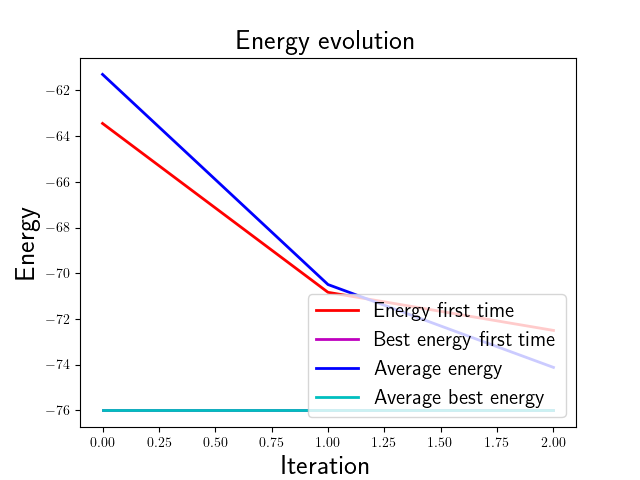 Energy evolution
Energy
−62
−64
−66
−68
−70
−72
−74
−76
Energy first time
Best energy first time
Average energy
Average best energy
0.00 0.25 0.50 0.75 1.00 1.25 1.50 1.75 2.00
Iteration